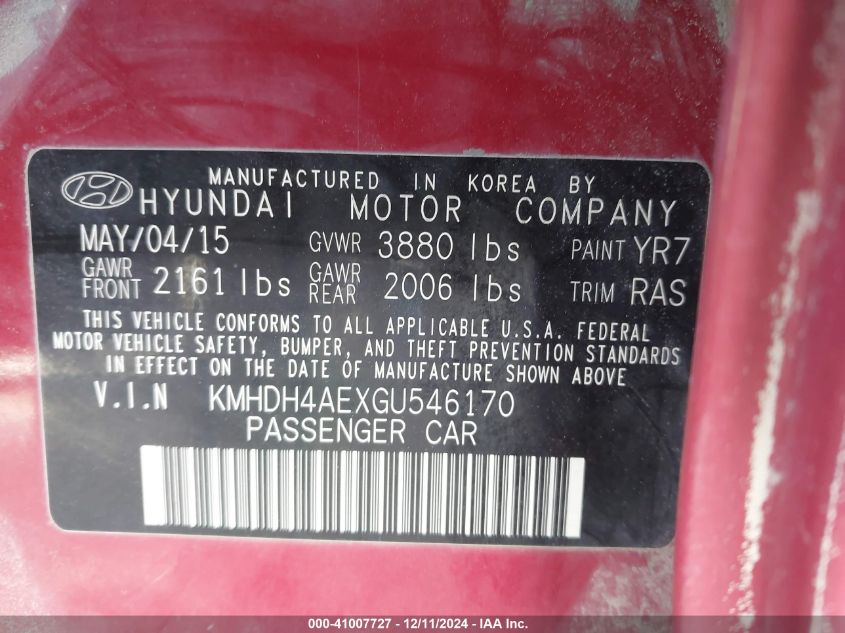 MANUFACTURED IN KOREA BY
HYUNDAI MOTOR COMPANY
MAY/04/15 GVWR 3880 lbs PAINT YR7
GAWR FRONT 2161 lbs GAWR REAR 2006 lbs TRIM RAS
THIS VEHICLE CONFORMS TO ALL APPLICABLE U.S.A. FEDERAL
MOTOR VEHICLE SAFETY, BUMPER, AND THEFT PREVENTION STANDARDS
IN EFFECT ON THE DATE OF MANUFACTURE SHOWN ABOVE
V.I.N KMHDH4AEXGU546170
PASSENGER CAR
000-41007727 - 12/11/2024 - IAA Inc.